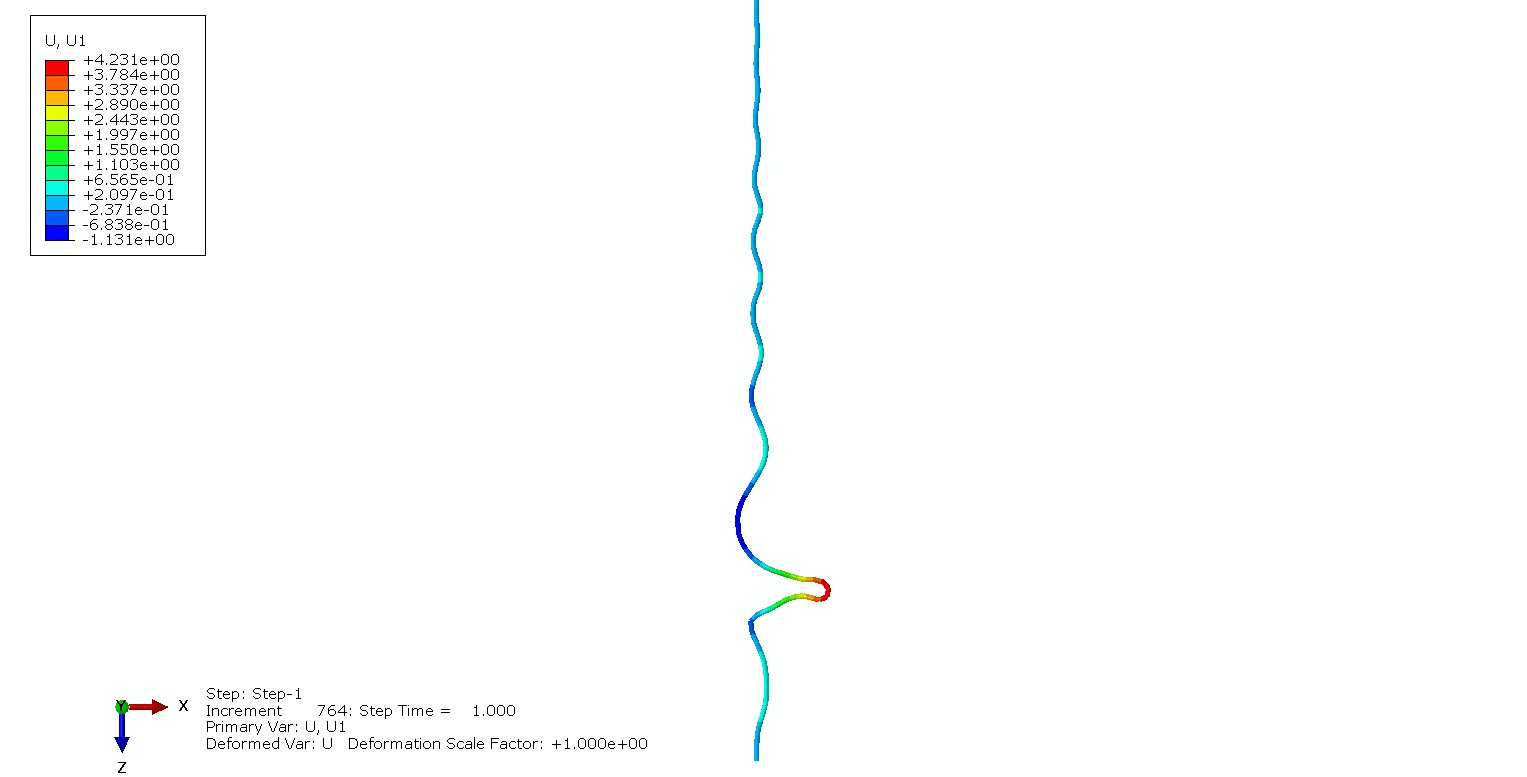 U, U1
+4.231e+00
+3.784e+00
+3.337e+00
+2.890e+00
+2.443e+00
+1.997e+00
+1.550e+00
+1.103e+00
+6.565e-01
+2.097e-01
-2.371e-01
-6.838e-01
-1.131e+00
Y
X
Z
Step: Step-1
Increment 764: Step Time = 1.000
Primary Var: U, U1
Deformed Var: U Deformation Scale Factor: +1.000e+00